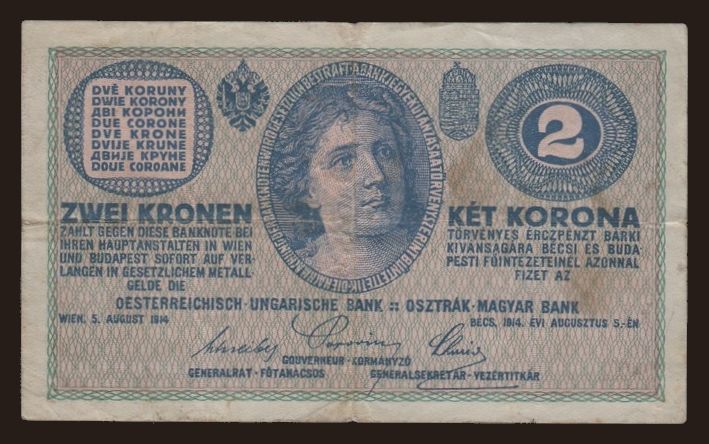 DVĚ KORUNY
DWIE KORONY
ДВІ КОРОНИ
DUE CORONE
DVE KRONE
DVIJE KRUNE
ДВИЈЕ КРУНЕ
DOUE COROANE
2
ZWEI KRONEN
ZAHLT GEGEN DIESE BANKNOTE BEI
IHREN HAUPTANSTALTEN IN WIEN
UND BUDAPEST SOFORT AUF VER-
LANGEN IN GESETZLICHEM METALL-
GELDE DIE
KÉT KORONA
TÖRVÉNYES ÉRCZPÉNZT BÁRKI
KIVÁNSÁGÁRA BÉCSI ÉS BUDA-
PESTI FŐINTÉZETEINÉL AZONNAL
FIZET AZ
OESTERREICHISCH-UNGARISCHE BANK :: OSZTRÁK-MAGYAR BANK
WIEN, 5. AUGUST 1914
BÉCS, 1914. ÉVI AUGUSZTUS 5.-ÉN
GOUVERNEUR-KORMÁNYZÓ
GENERALRAT-FŐTANÁCSOS
GENERALSEKRETÄR-VEZÉRTITKÁR